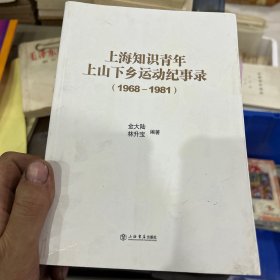 上海知识青年
上山下乡运动纪事录
（1968－1981）
金大陆
林升宝
编著
上海书店出版社